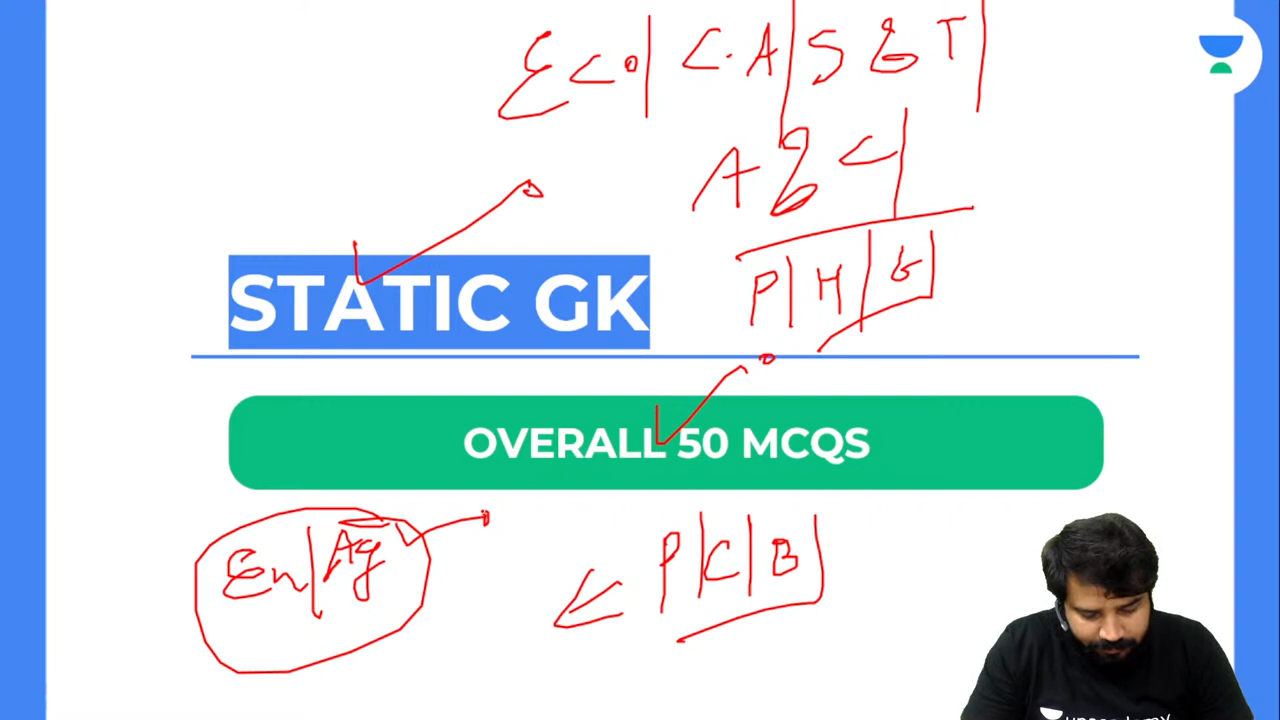 Eco | C.A | S & T |
A & C |
STATIC GK
P | H | G |
OVERALL 50 MCQS
En | Ag
P | C | B |